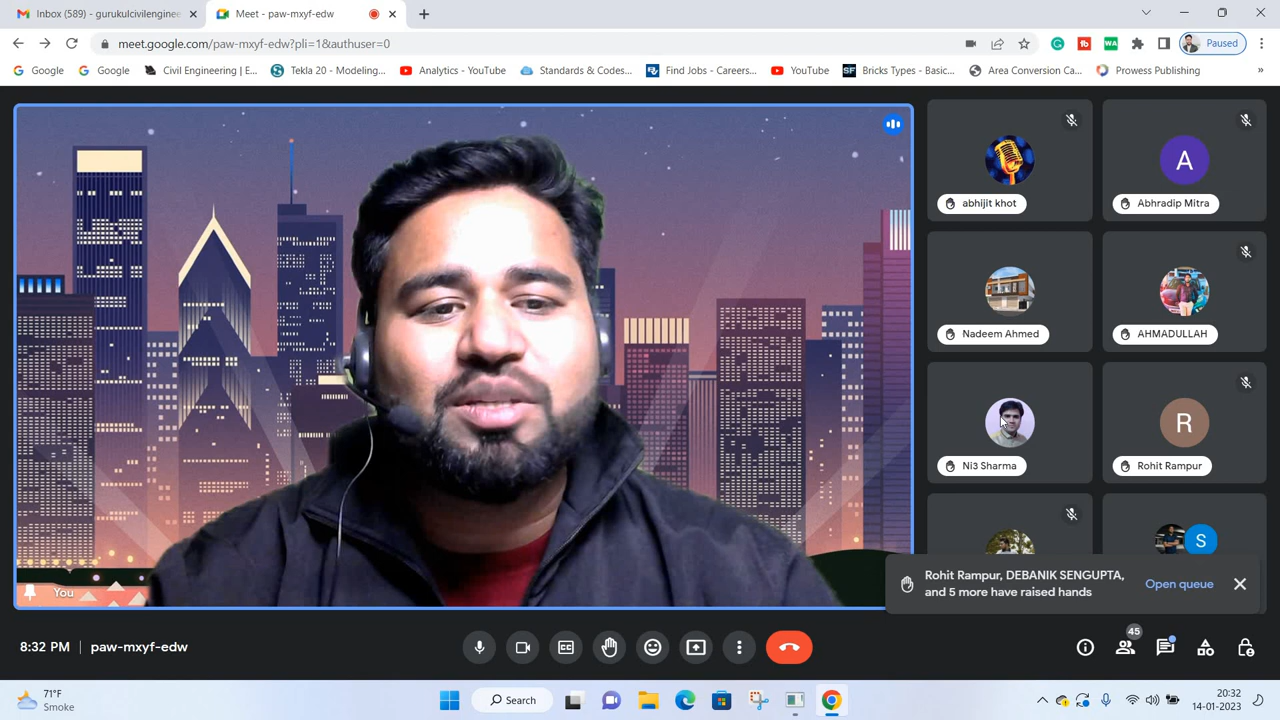 Inbox (589) - gurukulcivilenginee
Meet - paw-mxyf-edw
meet.google.com/paw-mxyf-edw?pli=1&authuser=0
Paused
Google
Google
Civil Engineering | E...
Tekla 20 - Modeling...
Analytics - YouTube
Standards & Codes...
Find Jobs - Careers...
YouTube
Bricks Types - Basic...
Area Conversion Ca...
Prowess Publishing
abhijit khot
A
Abhradip Mitra
Nadeem Ahmed
AHMADULLAH
Ni3 Sharma
R
Rohit Rampur
S
Rohit Rampur, DEBANIK SENGUPTA,
and 5 more have raised hands
Open queue
You
8:32 PM | paw-mxyf-edw
45
71°F
Smoke
Search
20:32
14-01-2023